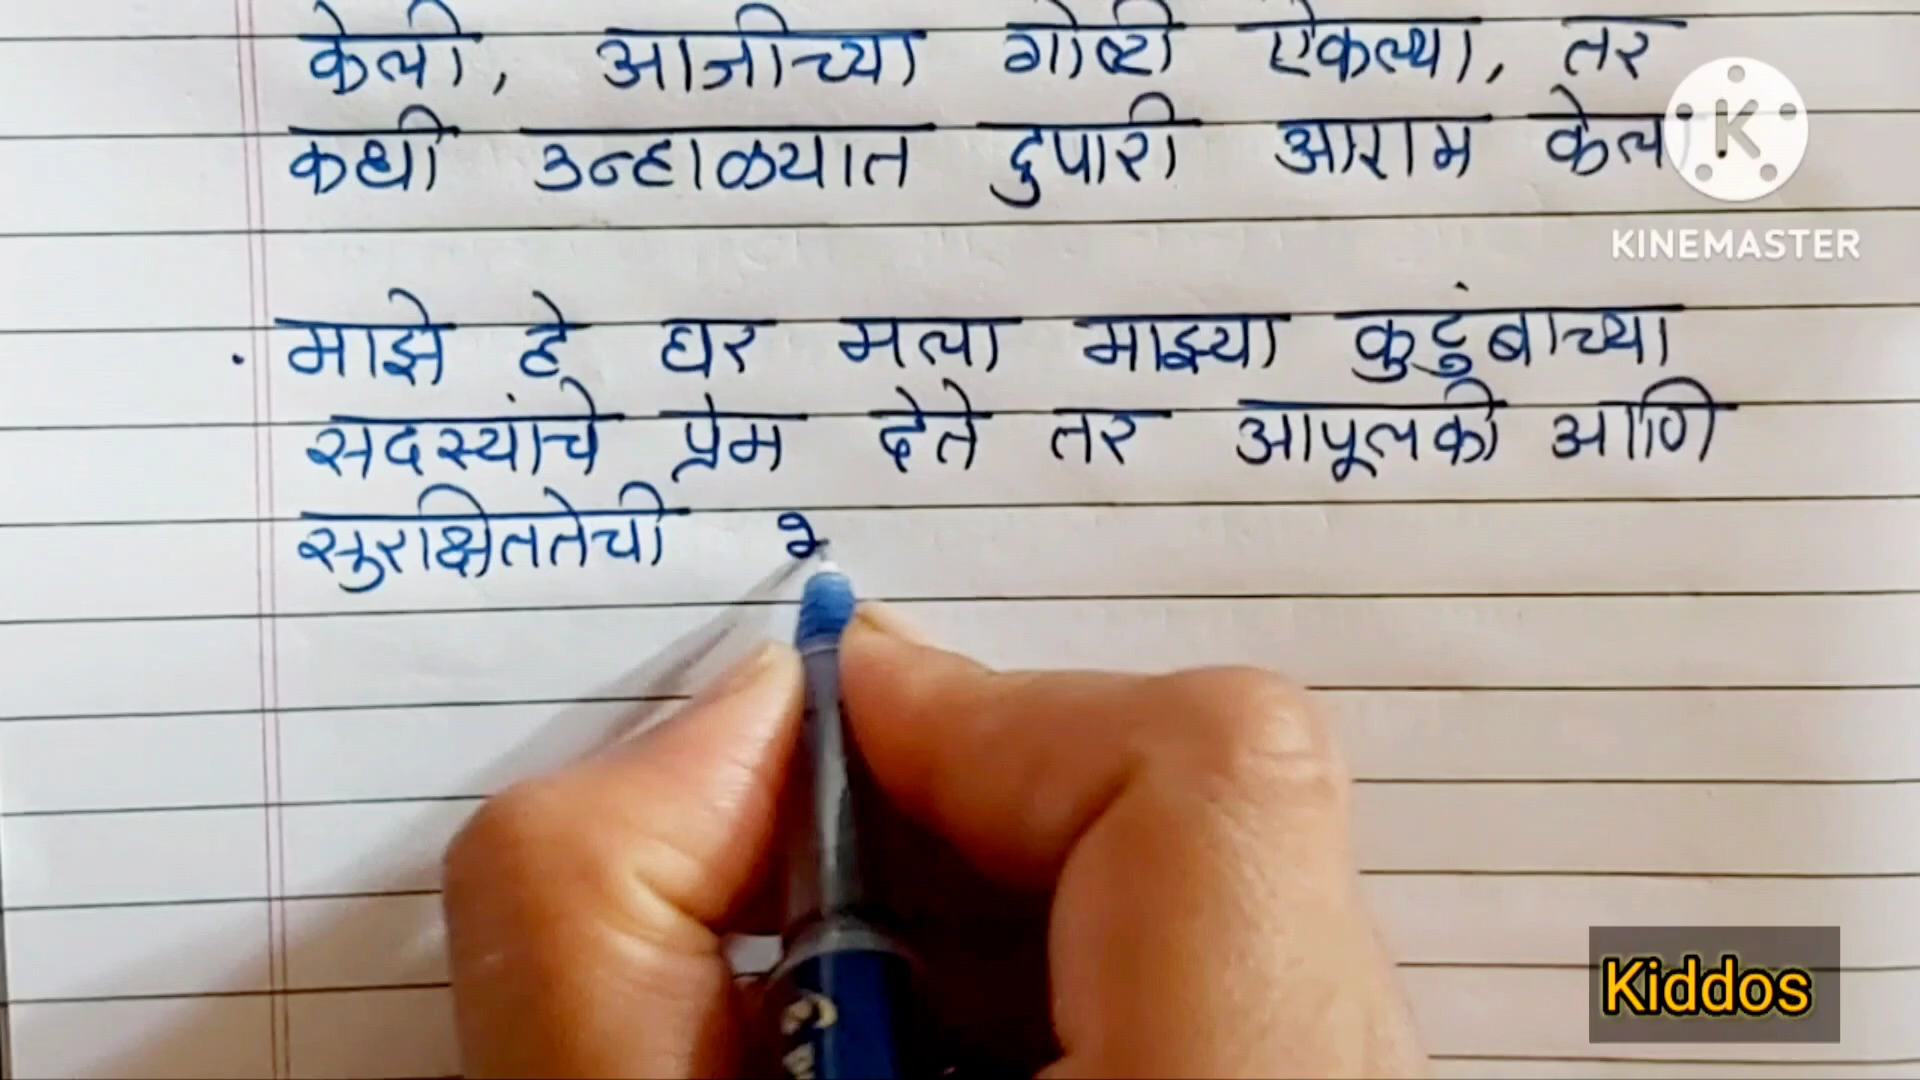 केली, आजीच्या गोष्टी ऐकल्या, तर
कधी उन्हाळ्यात दुपारी आराम केला
KINEMASTER
. माझे हे घर मला माझ्या कुटुंबाच्या
सदस्यांचे प्रेम देते तर आपूलकी आणि
सुरक्षिततेची
Kiddos